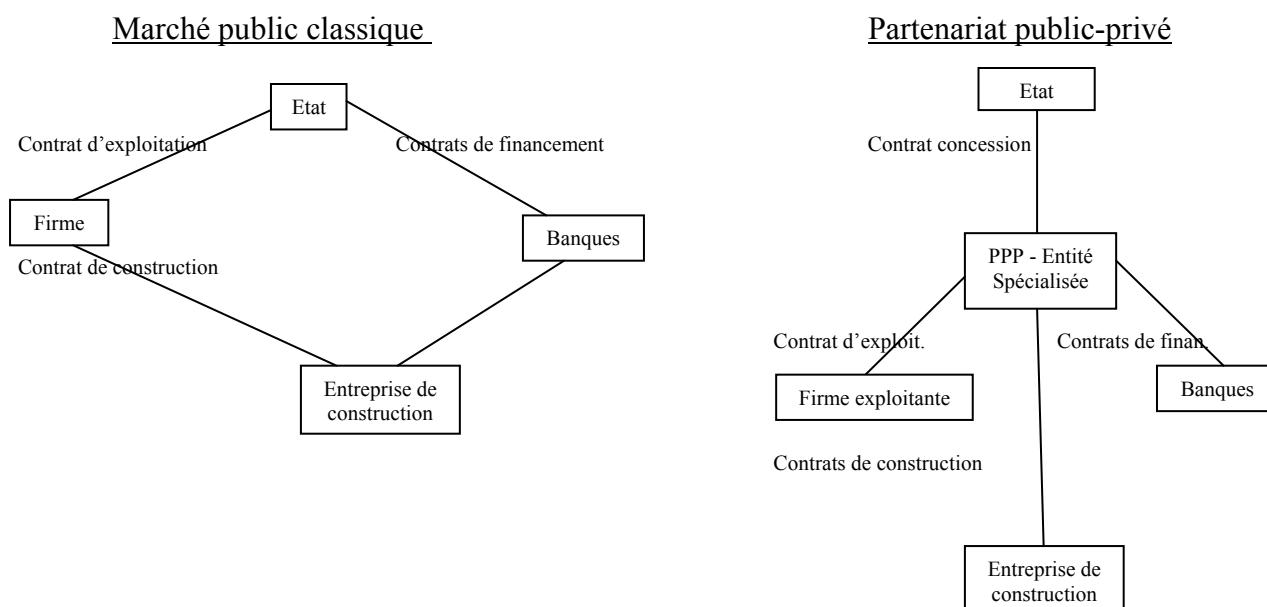 Marché public classique
Etat
Contrat d’exploitation
Contrats de financement
Firme
Banques
Contrat de construction
Entreprise de
construction
Partenariat public-privé
Etat
Contrat concession
PPP - Entité
Spécialisée
Contrat d’exploit.
Contrats de finan.
Firme exploitante
Banques
Contrats de construction
Entreprise de
construction